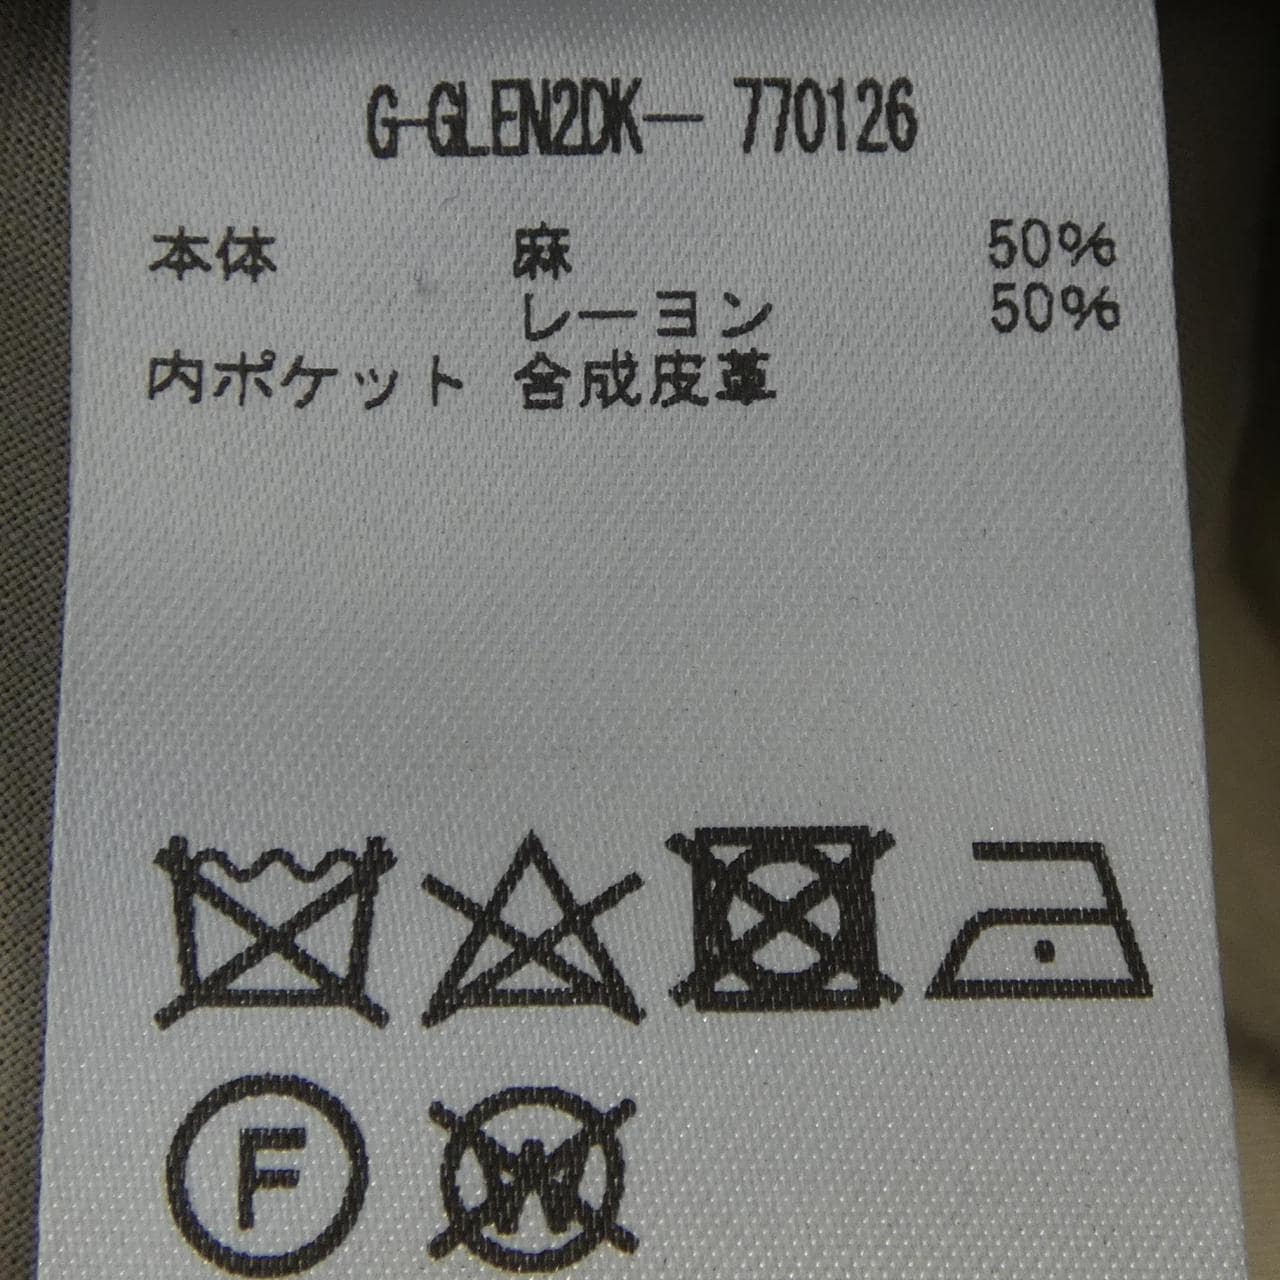 G-GLEN2DK— 770126
本体 麻 50%
レーヨン 50%
内ポケット 合成皮革
F
W